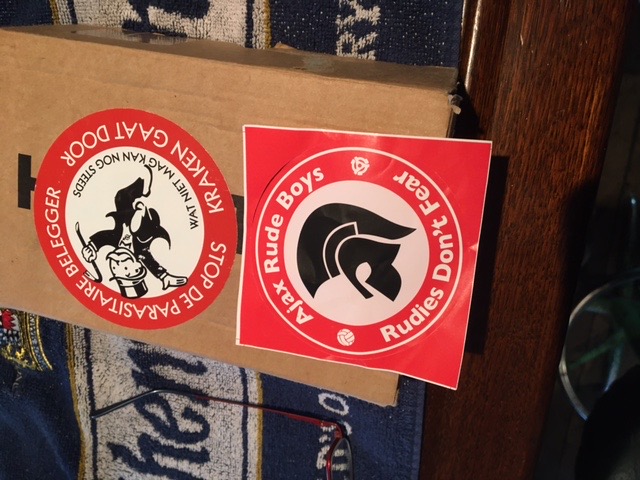 STOP DE PARASITAIRE BELEGGER
KRAKEN GAAT DOOR
WAT NIET MAG KAN NOG STEEDS
Ajax Rude Boys
Rudies Don't Fear